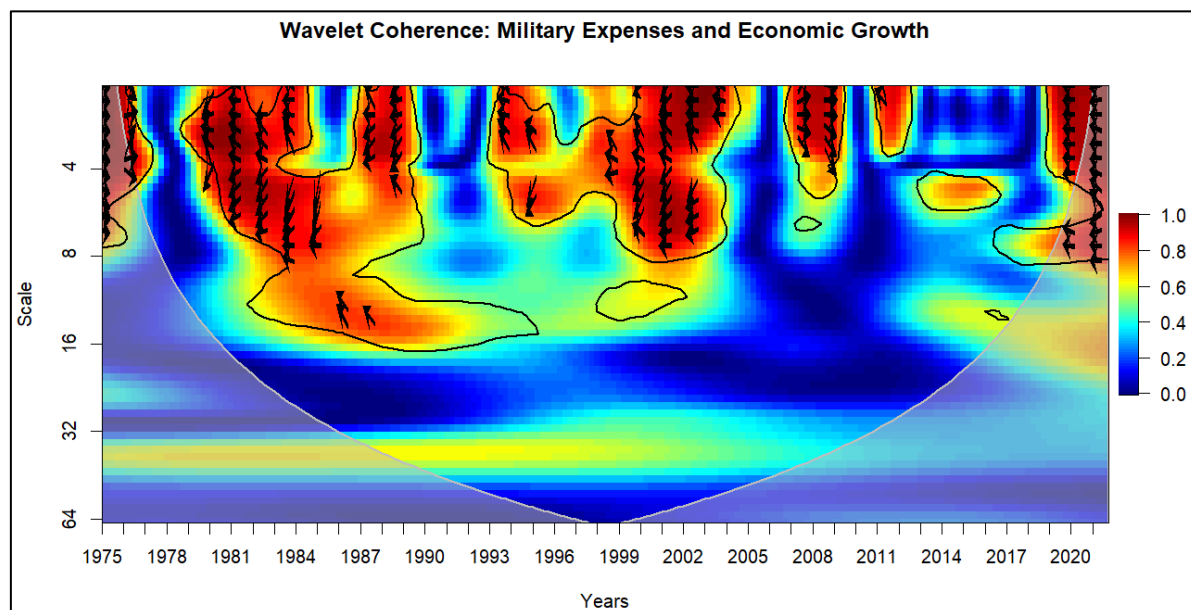 Wavelet Coherence: Military Expenses and Economic Growth
Scale
4
8
16
32
64
1.0
0.8
0.6
0.4
0.2
0.0
1975 1978 1981 1984 1987 1990 1993 1996 1999 2002 2005 2008 2011 2014 2017 2020
Years